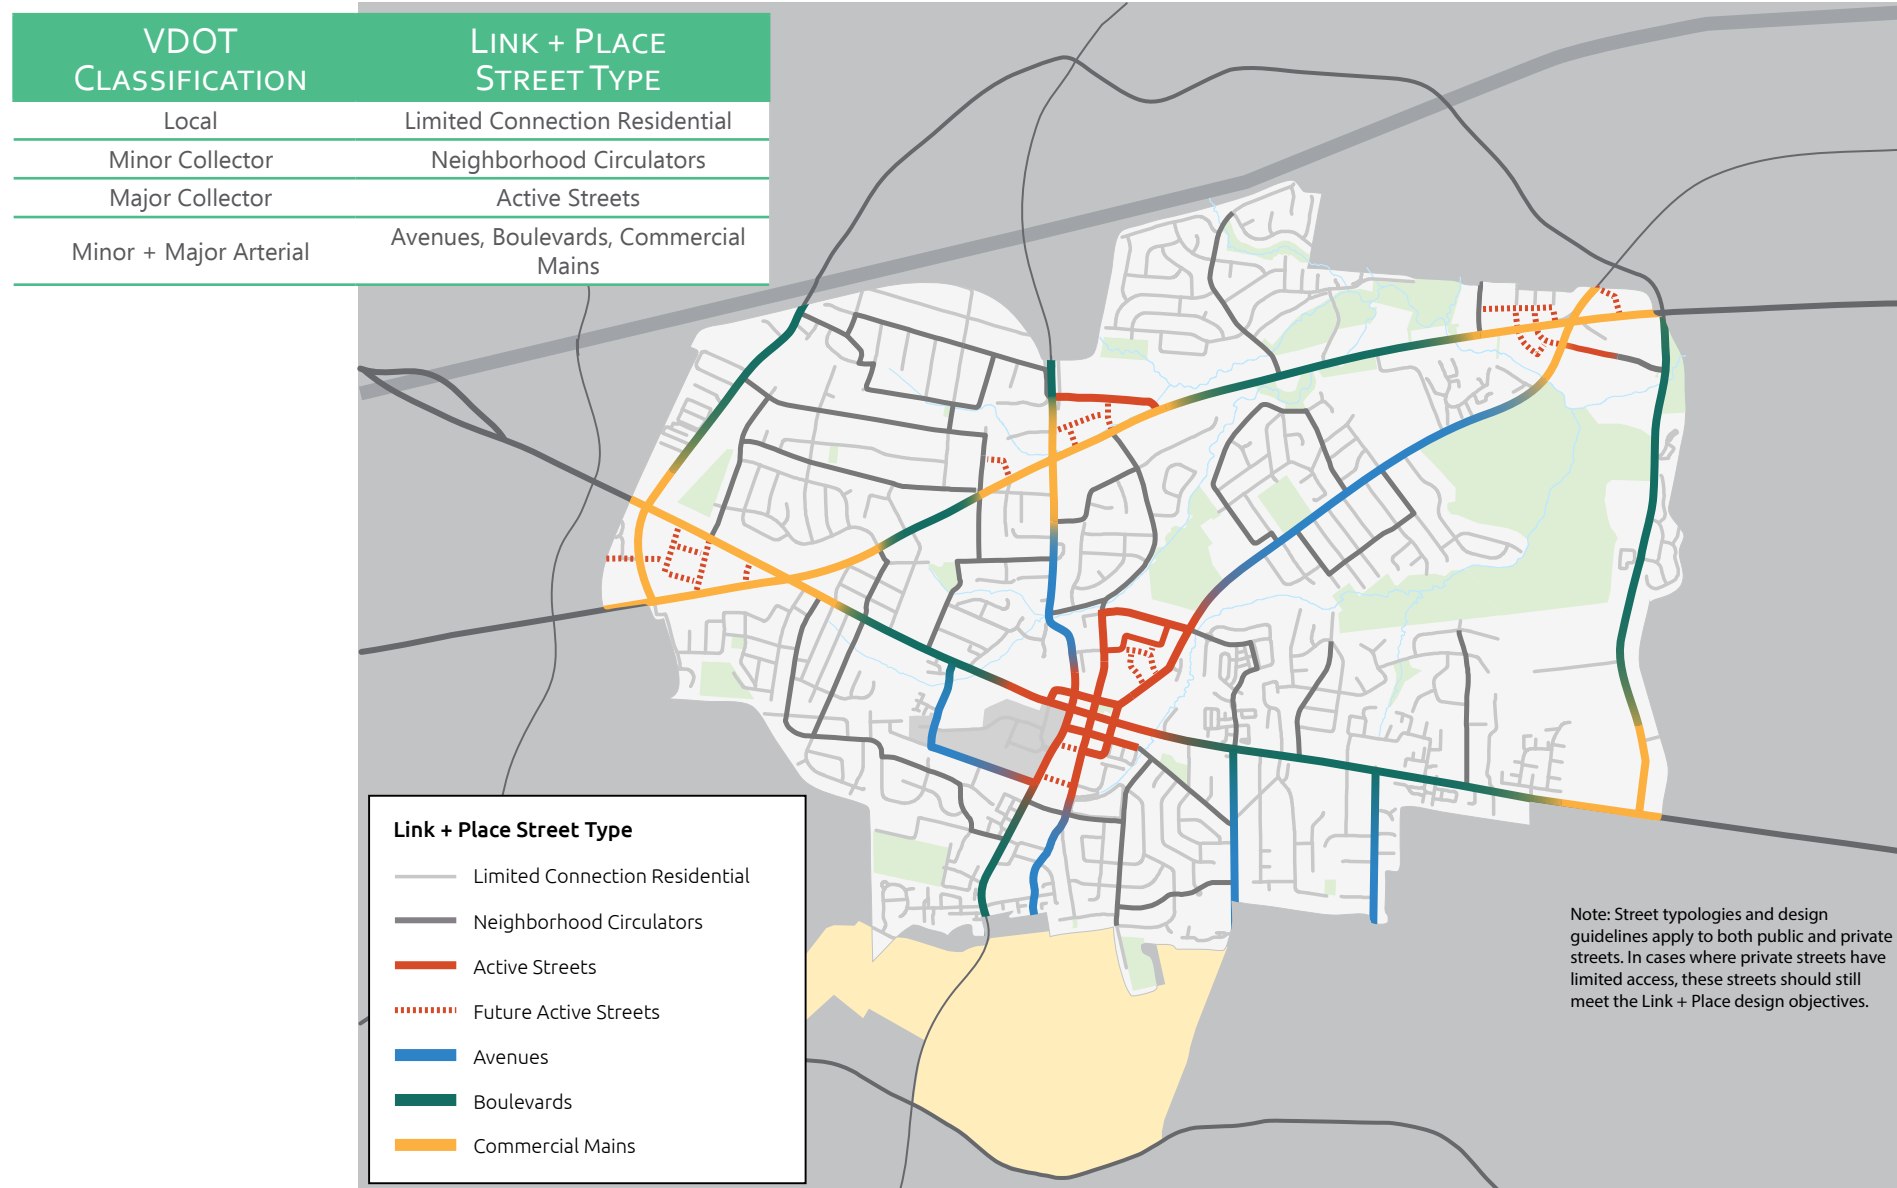 VDOT
CLASSIFICATION
LINK + PLACE
STREET TYPE
Local
Limited Connection Residential
Minor Collector
Neighborhood Circulators
Major Collector
Active Streets
Minor + Major Arterial
Avenues, Boulevards, Commercial
Mains
Link + Place Street Type
Limited Connection Residential
Neighborhood Circulators
Active Streets
Future Active Streets
Avenues
Boulevards
Commercial Mains
Note: Street typologies and design
guidelines apply to both public and private
streets. In cases where private streets have
limited access, these streets should still
meet the Link + Place design objectives.